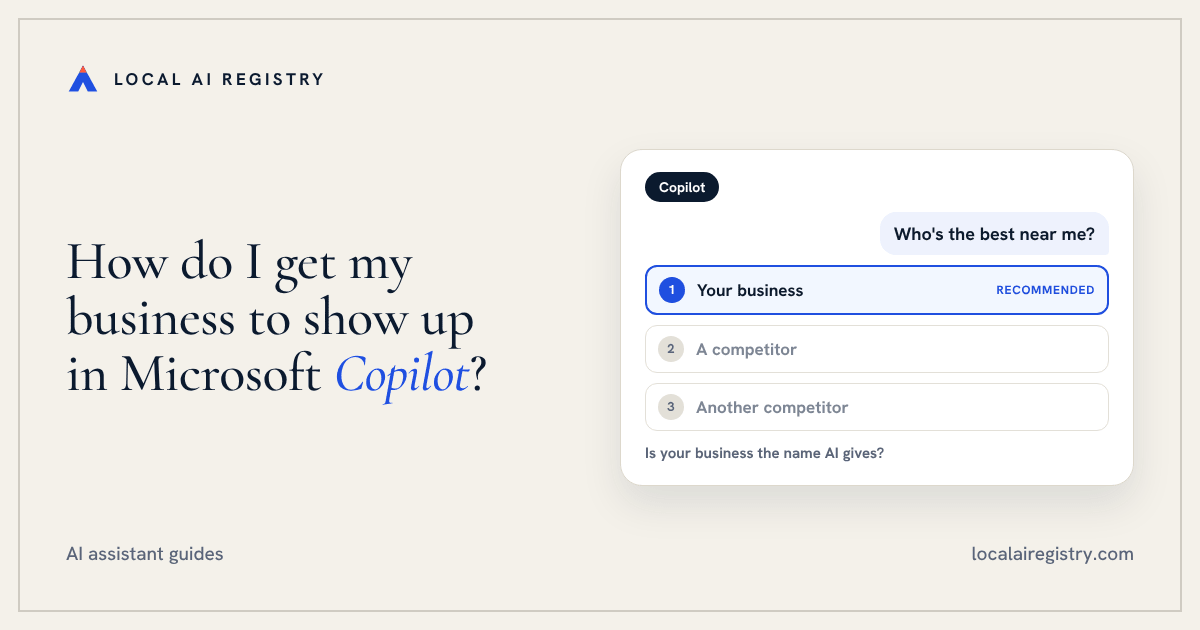 LOCAL AI REGISTRY
How do I get my
business to show up
in Microsoft Copilot?
Copilot
Who's the best near me?
1 Your business RECOMMENDED
2 A competitor
3 Another competitor
Is your business the name AI gives?
AI assistant guides
localairegistry.com